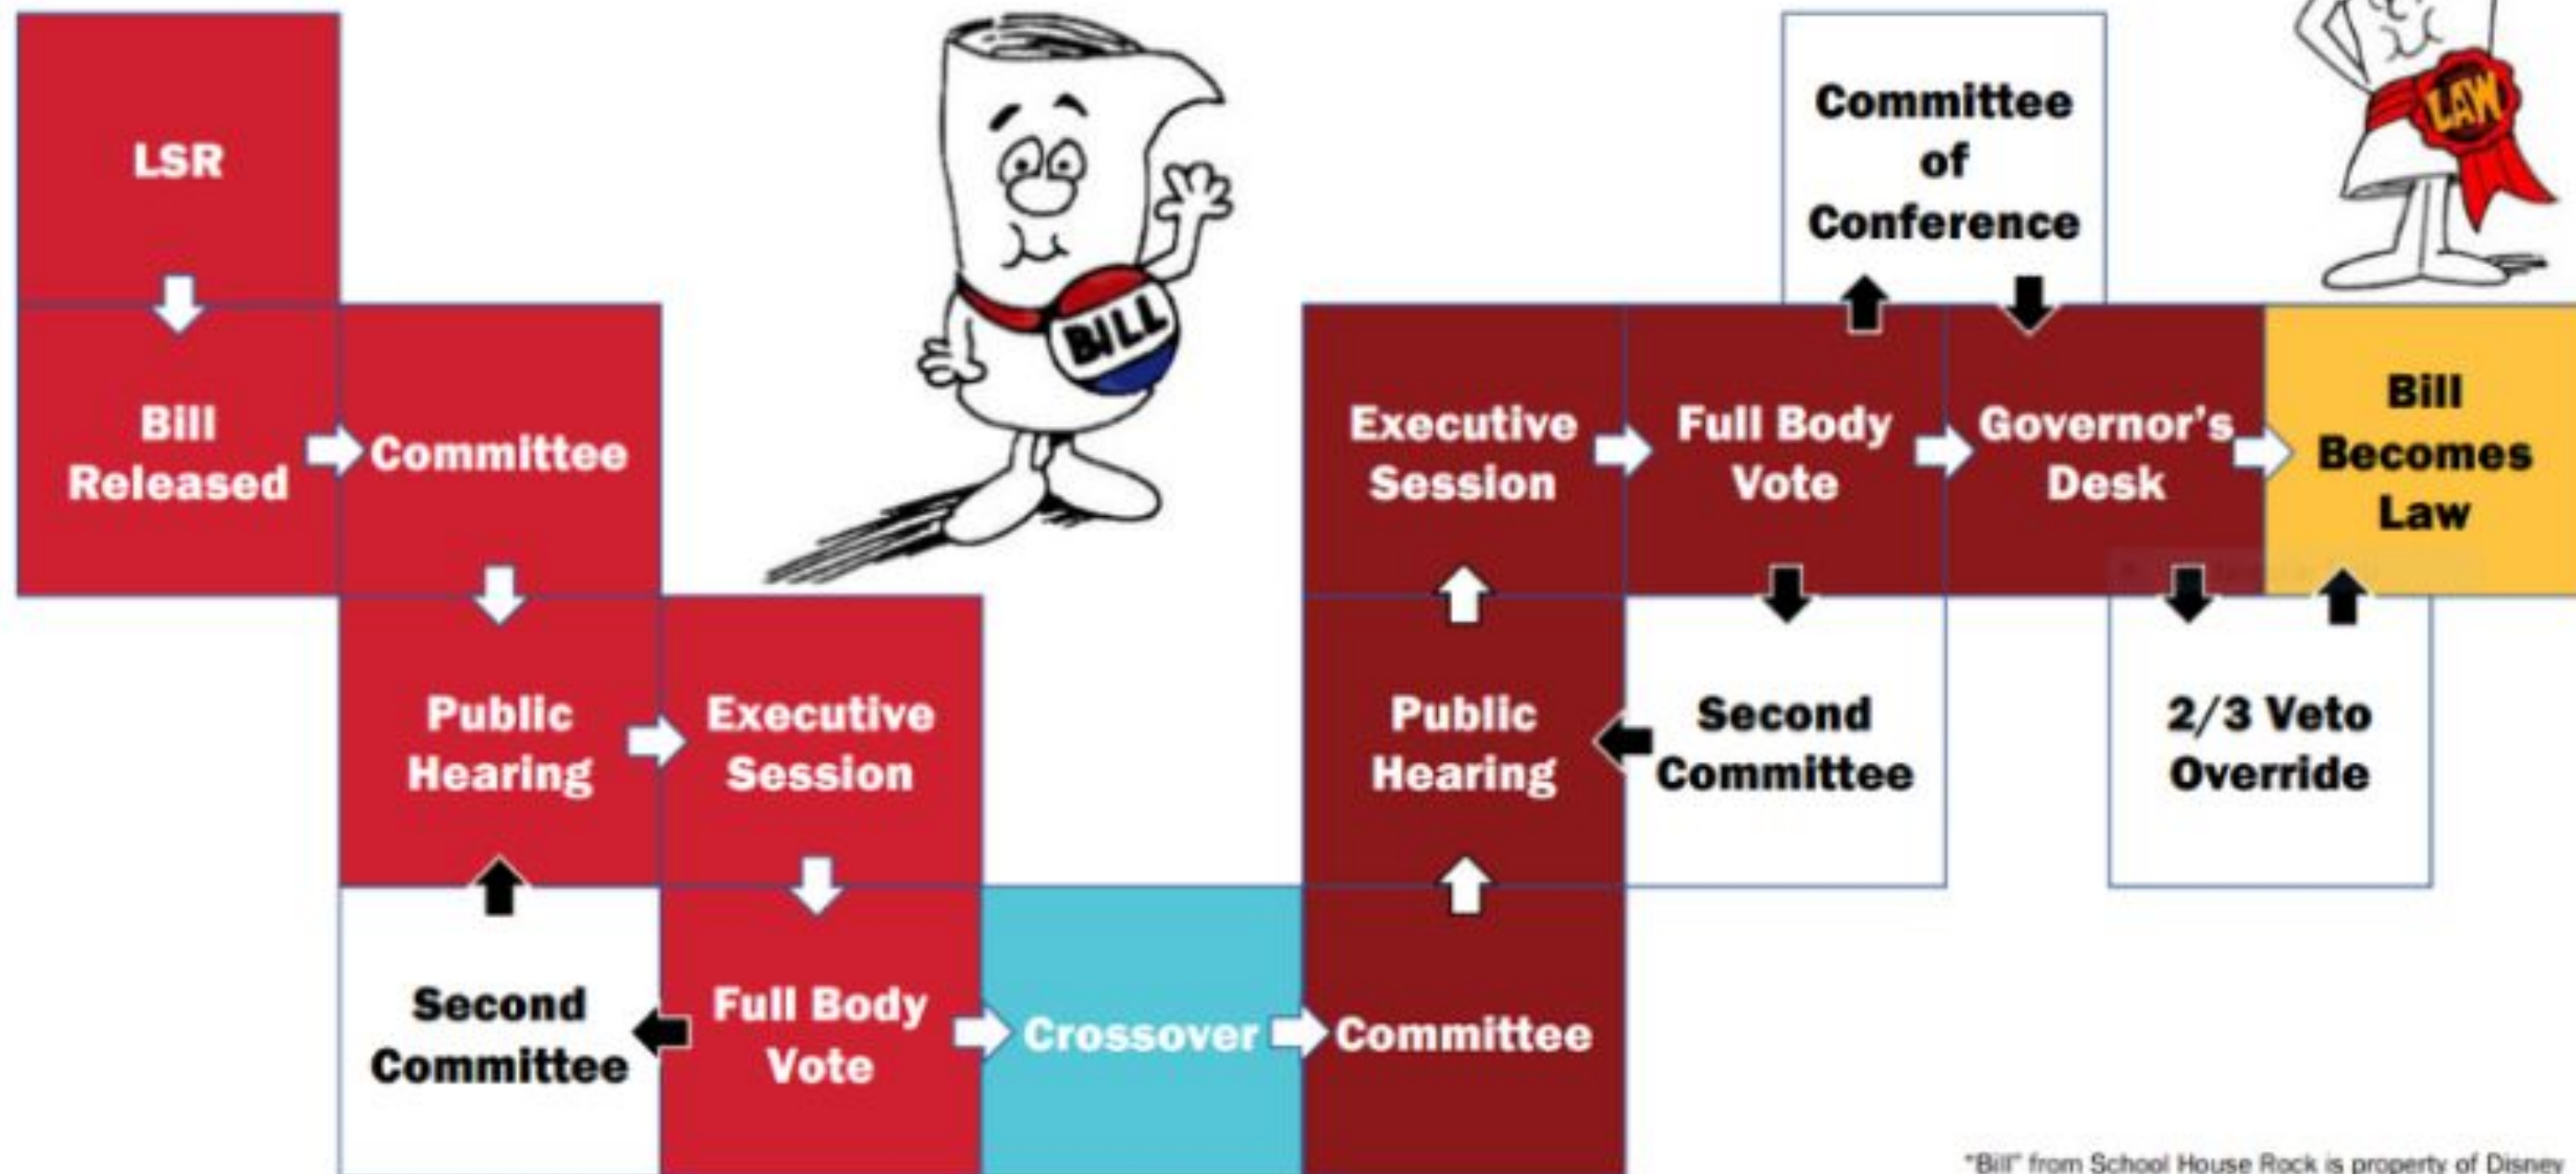 LSR
Bill
Released
Committee
Public
Hearing
Executive
Session
Second
Committee
Full Body
Vote
Crossover
Committee
Public
Hearing
Executive
Session
Full Body
Vote
Second
Committee
Committee
of
Conference
Governor's
Desk
2/3 Veto
Override
Bill
Becomes
Law
BILL
LAW
"Bill" from School House Rock is property of Disney